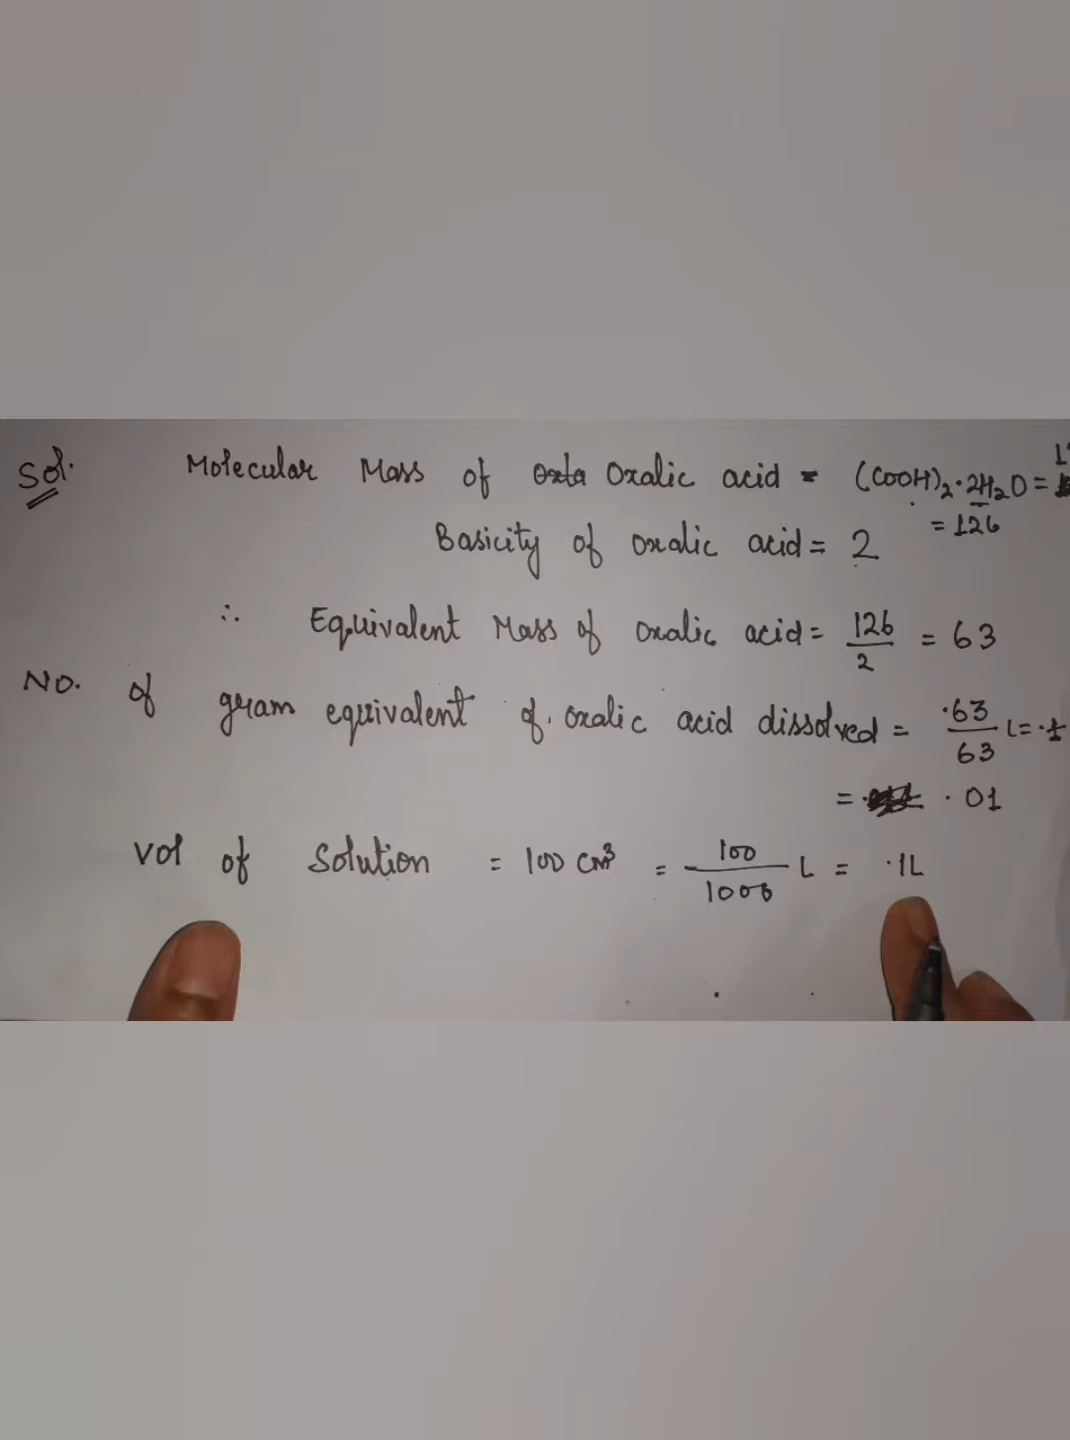 Sol. Molecular Mass of Oxalic acid = (COOH)2·2H2O =
= 126
Basicity of oxalic acid = 2
∴ Equivalent Mass of oxalic acid = 126/2 = 63
No. of gram equivalent of oxalic acid dissolved = .63/63
= .01
Vol of Solution = 100 cm³ = 100/1000 L = .1L